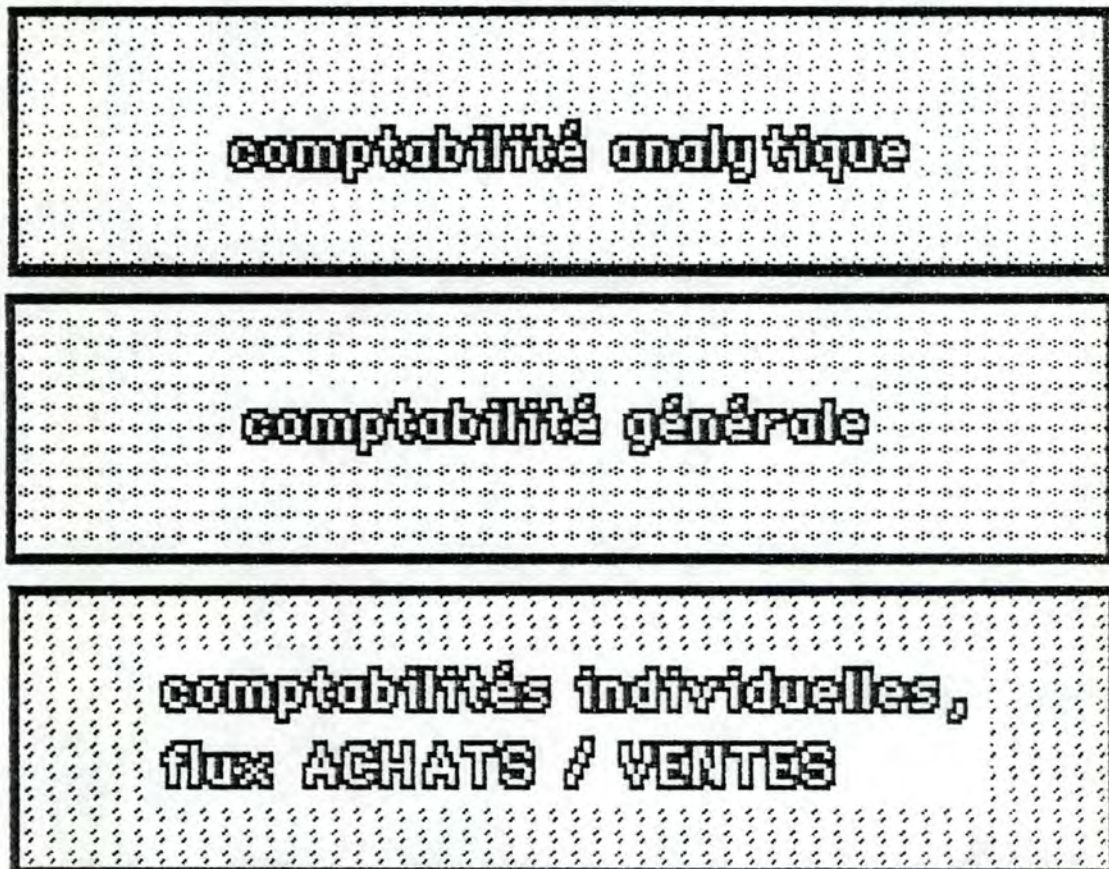 comptabilité analytique
comptabilité générale
comptabilités individuelles,
flux ACHATS / VENTES